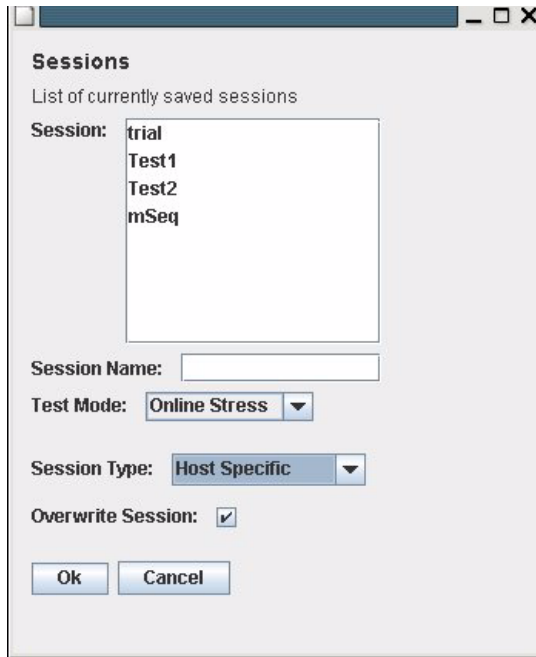 Sessions
List of currently saved sessions
Session:
trial
Test1
Test2
mSeq
Session Name:
Test Mode: Online Stress
Session Type: Host Specific
Overwrite Session:
Ok Cancel